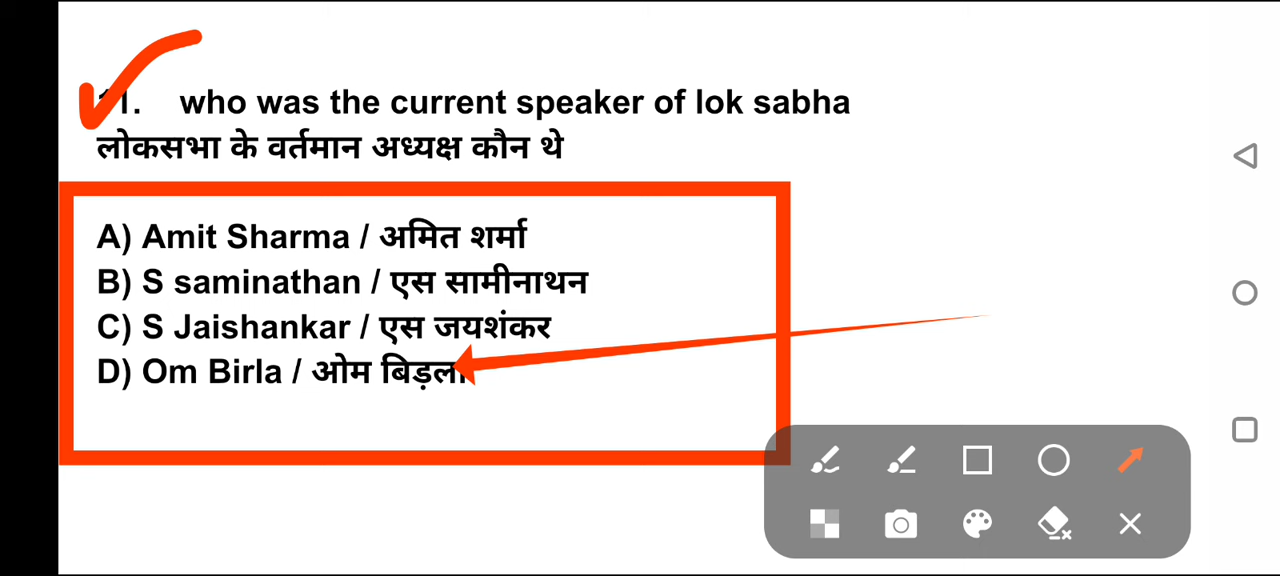 11. who was the current speaker of lok sabha
लोकसभा के वर्तमान अध्यक्ष कौन थे
A) Amit Sharma / अमित शर्मा
B) S saminathan / एस सामीनाथन
C) S Jaishankar / एस जयशंकर
D) Om Birla / ओम बिड़ला